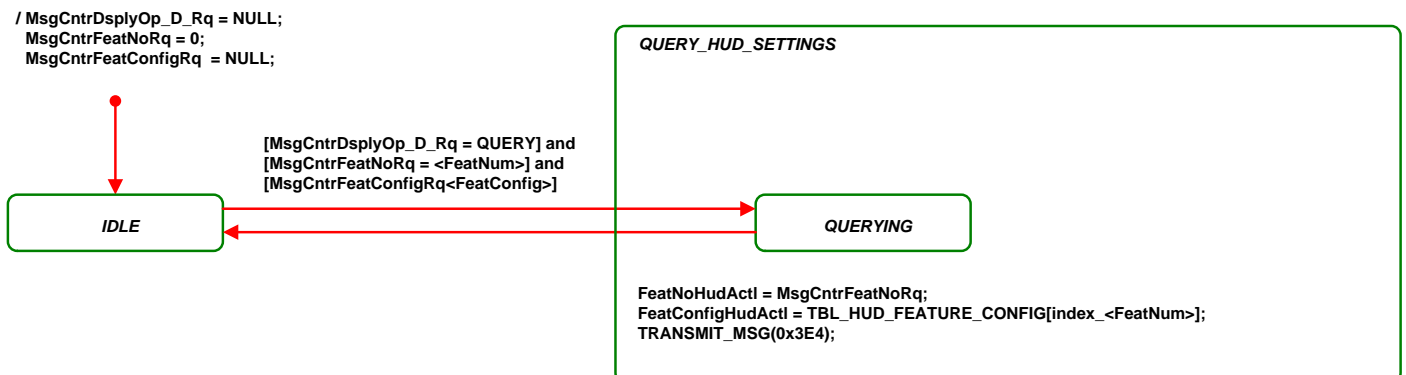 / MsgCntrDsplyOp_D_Rq = NULL;
MsgCntrFeatNoRq = 0;
MsgCntrFeatConfigRq  = NULL;
QUERY_HUD_SETTINGS
[MsgCntrDsplyOp_D_Rq = QUERY] and
[MsgCntrFeatNoRq = <FeatNum>] and
[MsgCntrFeatConfigRq<FeatConfig>]
IDLE
QUERYING
FeatNoHudActl = MsgCntrFeatNoRq;
FeatConfigHudActl = TBL_HUD_FEATURE_CONFIG[index_<FeatNum>];
TRANSMIT_MSG(0x3E4);